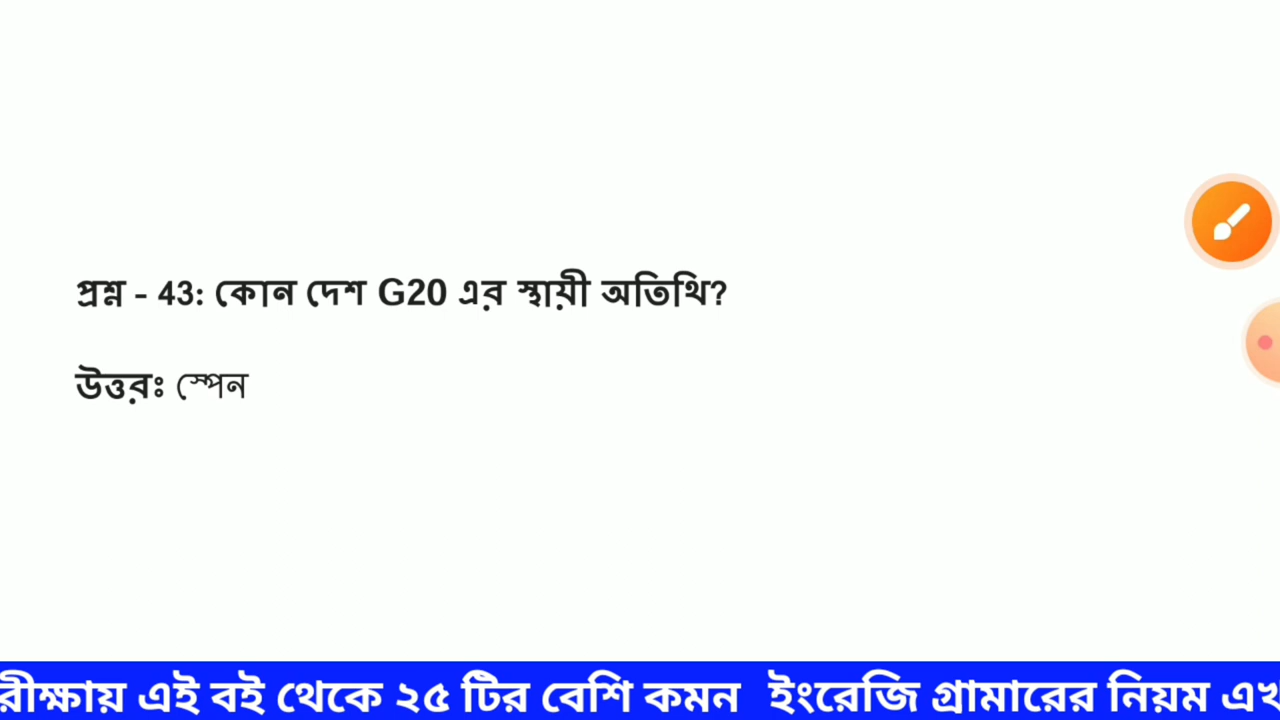 প্রশ্ন - 43: কোন দেশ G20 এর স্থায়ী অতিথি?
উত্তরঃ স্পেন
রীক্ষায় এই বই থেকে ২৫ টির বেশি কমন ইংরেজি গ্রামারের নিয়ম এখ